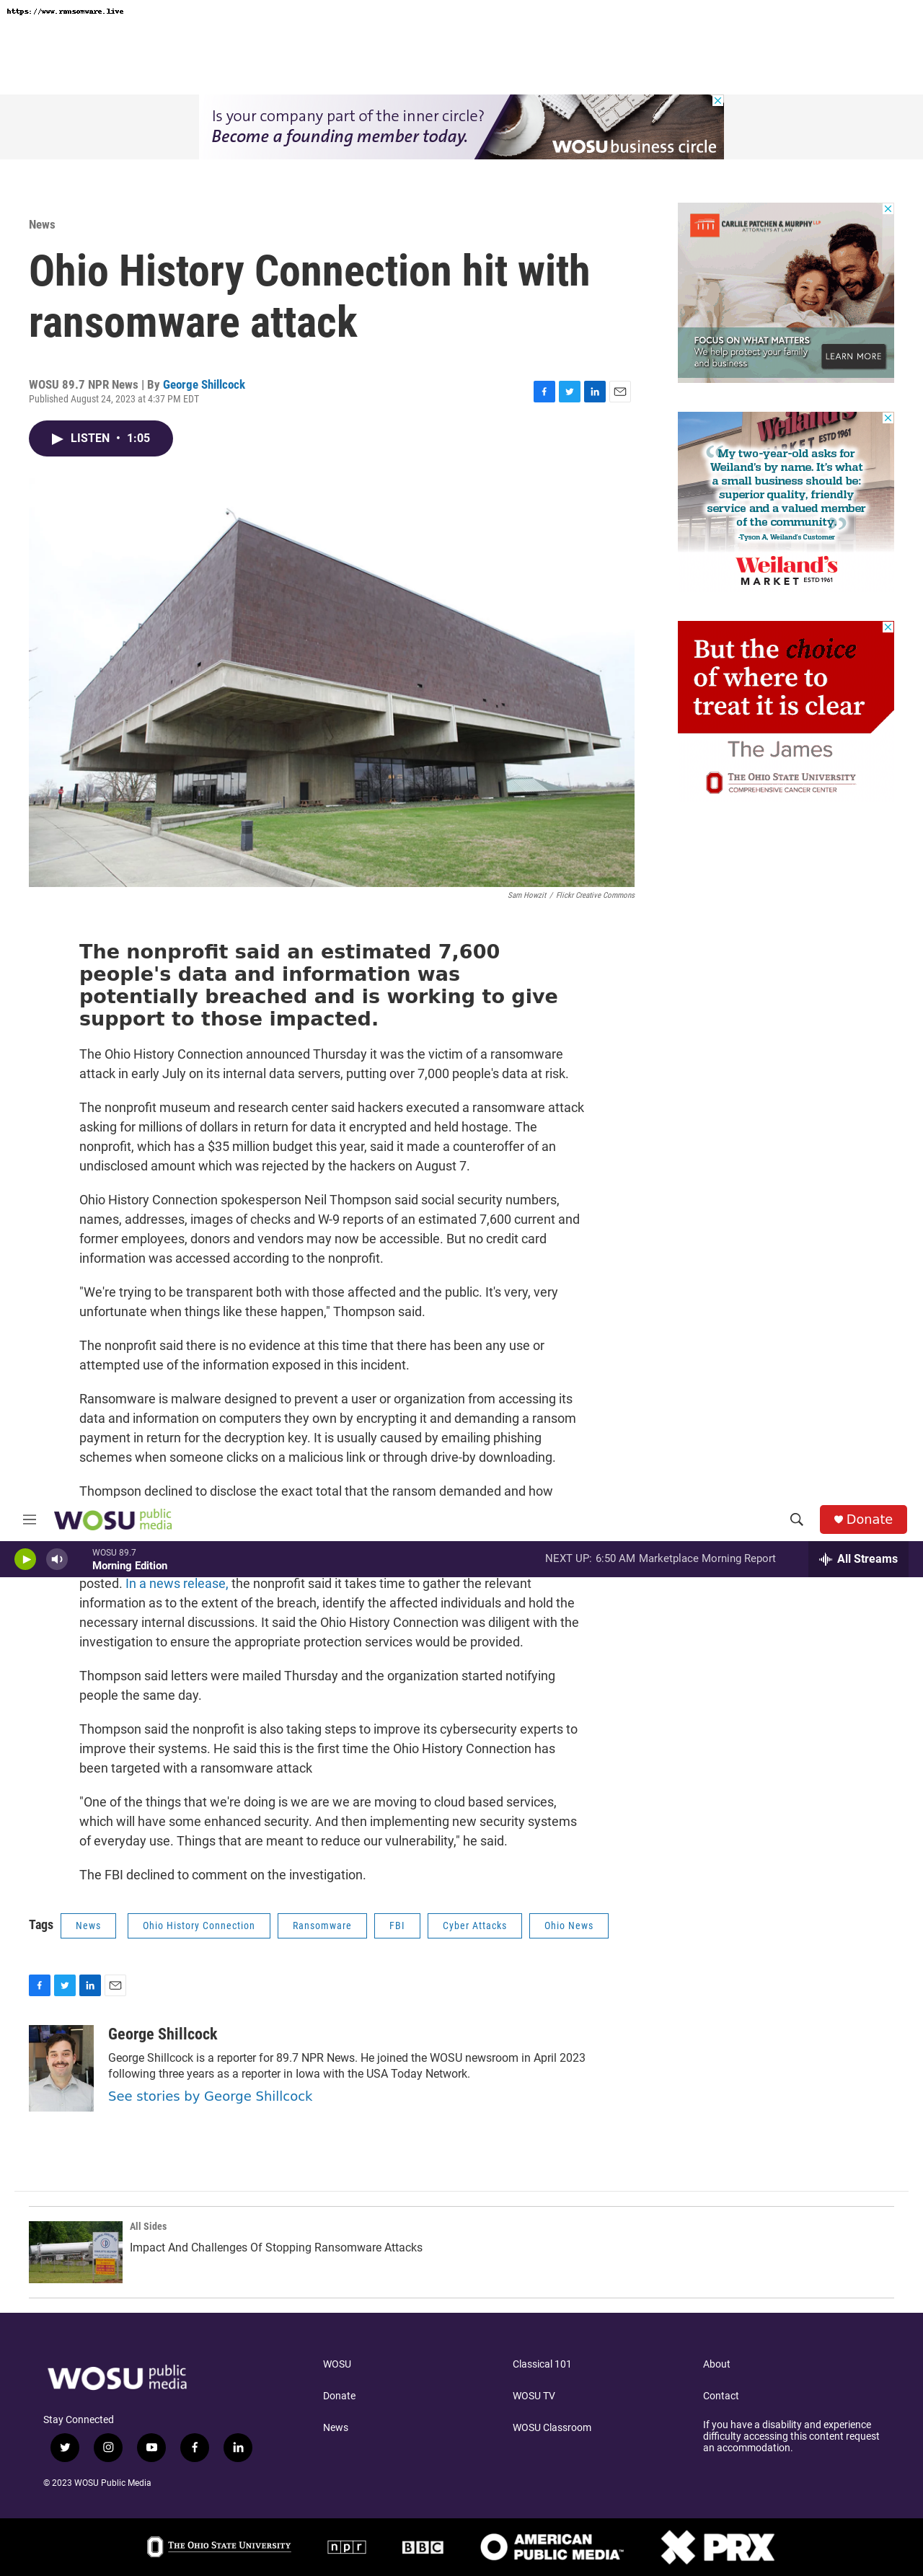 https://www.ransomware.live
Is your company part of the inner circle?
Become a founding member today.
WOSU business circle
News
Ohio History Connection hit with
ransomware attack
WOSU 89.7 NPR News | By George Shillcock
Published August 24, 2023 at 4:37 PM EDT
LISTEN • 1:05
CARLILE PATCHEN & MURPHY LLP
ATTORNEYS AT LAW
FOCUS ON WHAT MATTERS
We help protect your family
and business
LEARN MORE
MARKET ESTD 1961
"My two-year-old asks for
Weiland's by name. It's what
a small business should be:
superior quality, friendly
service and a valued member
of the community."
-Tyson A, Weiland's Customer
Weiland's
MARKET ESTD 1961
But the choice
of where to
treat it is clear
The James
THE OHIO STATE UNIVERSITY
COMPREHENSIVE CANCER CENTER
Sam Howzit / Flickr Creative Commons
The nonprofit said an estimated 7,600
people's data and information was
potentially breached and is working to give
support to those impacted.
The Ohio History Connection announced Thursday it was the victim of a ransomware
attack in early July on its internal data servers, putting over 7,000 people's data at risk.
The nonprofit museum and research center said hackers executed a ransomware attack
asking for millions of dollars in return for data it encrypted and held hostage. The
nonprofit, which has a $35 million budget this year, said it made a counteroffer of an
undisclosed amount which was rejected by the hackers on August 7.
Ohio History Connection spokesperson Neil Thompson said social security numbers,
names, addresses, images of checks and W-9 reports of an estimated 7,600 current and
former employees, donors and vendors may now be accessible. But no credit card
information was accessed according to the nonprofit.
"We're trying to be transparent both with those affected and the public. It's very, very
unfortunate when things like these happen," Thompson said.
The nonprofit said there is no evidence at this time that there has been any use or
attempted use of the information exposed in this incident.
Ransomware is malware designed to prevent a user or organization from accessing its
data and information on computers they own by encrypting it and demanding a ransom
payment in return for the decryption key. It is usually caused by emailing phishing
schemes when someone clicks on a malicious link or through drive-by downloading.
Thompson declined to disclose the exact total that the ransom demanded and how
WOSU public media
Donate
WOSU 89.7
Morning Edition
NEXT UP: 6:50 AM Marketplace Morning Report
All Streams
posted. In a news release, the nonprofit said it takes time to gather the relevant
information as to the extent of the breach, identify the affected individuals and hold the
necessary internal discussions. It said the Ohio History Connection was diligent with the
investigation to ensure the appropriate protection services would be provided.
Thompson said letters were mailed Thursday and the organization started notifying
people the same day.
Thompson said the nonprofit is also taking steps to improve its cybersecurity experts to
improve their systems. He said this is the first time the Ohio History Connection has
been targeted with a ransomware attack
"One of the things that we're doing is we are we are moving to cloud based services,
which will have some enhanced security. And then implementing new security systems
of everyday use. Things that are meant to reduce our vulnerability," he said.
The FBI declined to comment on the investigation.
Tags
News
Ohio History Connection
Ransomware
FBI
Cyber Attacks
Ohio News
George Shillcock
George Shillcock is a reporter for 89.7 NPR News. He joined the WOSU newsroom in April 2023
following three years as a reporter in Iowa with the USA Today Network.
See stories by George Shillcock
All Sides
Impact And Challenges Of Stopping Ransomware Attacks
WOSU public media
Stay Connected
© 2023 WOSU Public Media
WOSU
Donate
News
Classical 101
WOSU TV
WOSU Classroom
About
Contact
If you have a disability and experience
difficulty accessing this content request
an accommodation.
THE OHIO STATE UNIVERSITY
npr
BBC
AMERICAN
PUBLIC MEDIA™
PRX